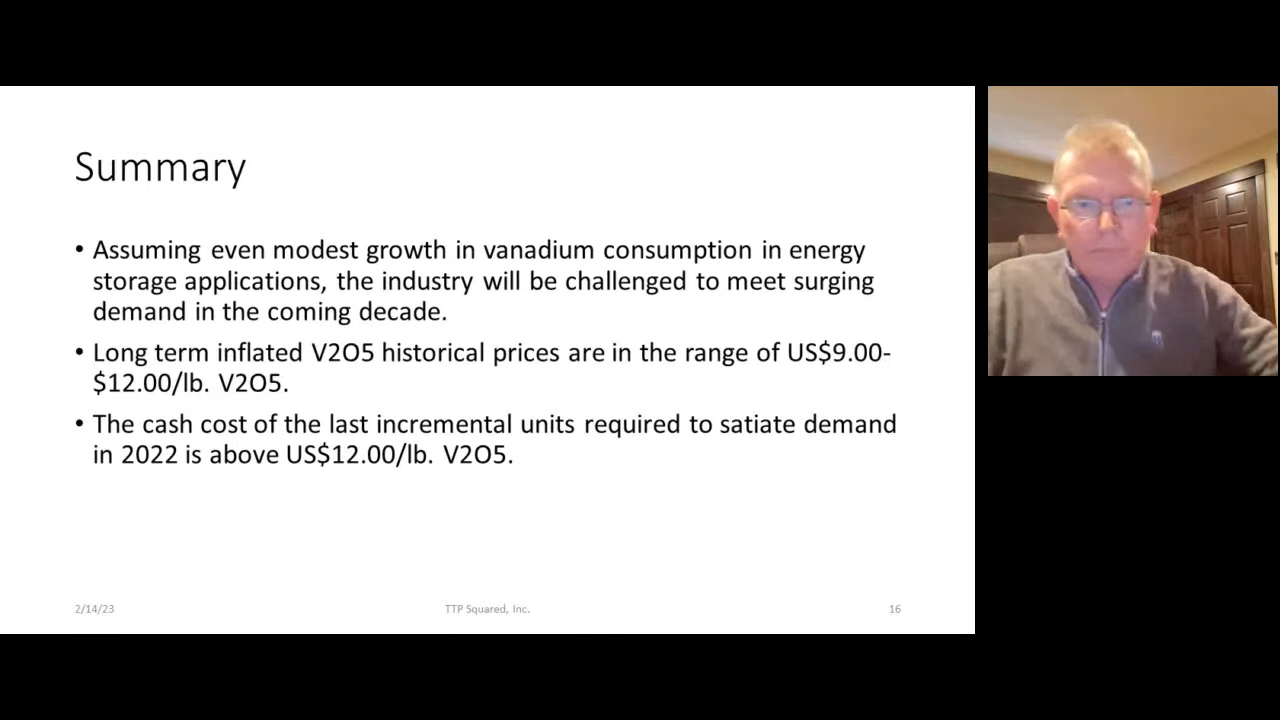 Summary
• Assuming even modest growth in vanadium consumption in energy
storage applications, the industry will be challenged to meet surging
demand in the coming decade.
• Long term inflated V2O5 historical prices are in the range of US$9.00-
$12.00/lb. V2O5.
• The cash cost of the last incremental units required to satiate demand
in 2022 is above US$12.00/lb. V2O5.
2/14/23
TTP Squared, Inc.
16